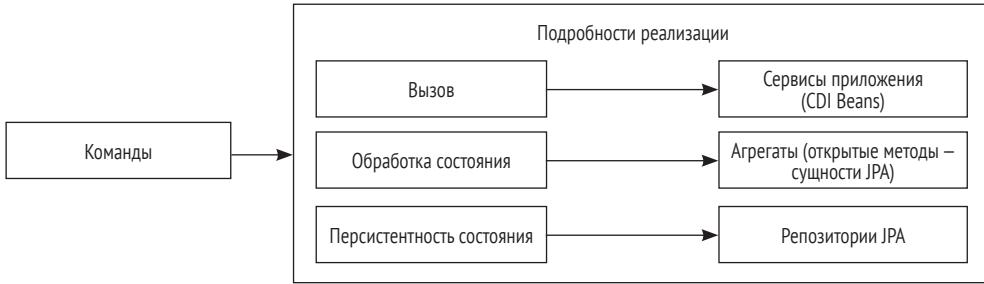 Подробности реализации
Вызов
Сервисы приложения
(CDI Beans)
Команды
Обработка состояния
Агрегаты (открытые методы —
сущности JPA)
Персистентность состояния
Репозитории JPA